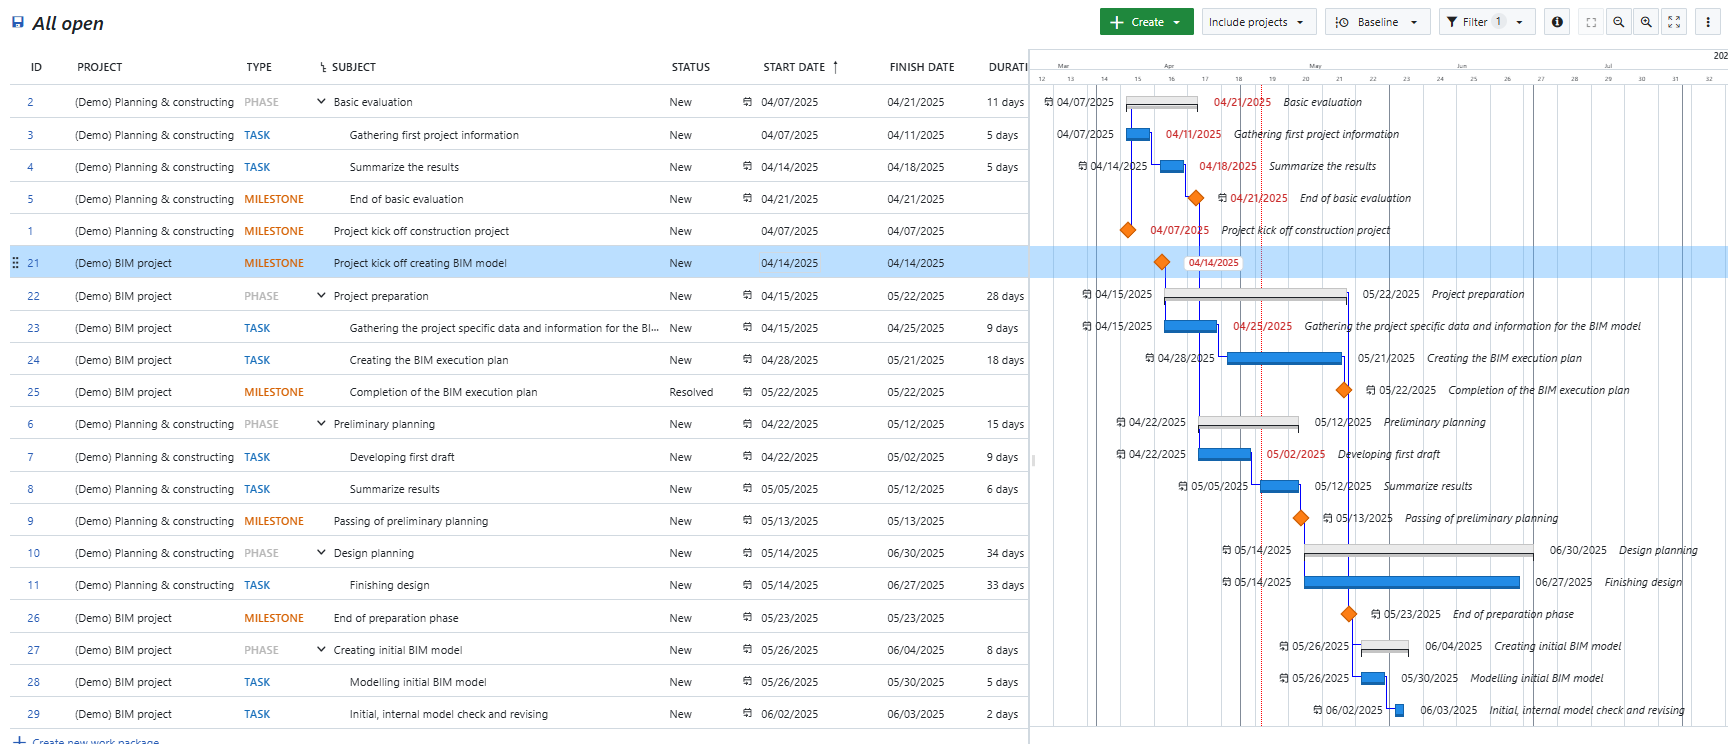 All open
Create
Include projects
Baseline
Filter 1
ID PROJECT TYPE SUBJECT STATUS START DATE FINISH DATE DURATI
202
Mar Apr May Jun Jul
12 13 14 15 16 17 18 19 20 21 22 23 24 25 26 27 28 29 30 31 32
2 (Demo) Planning & constructing PHASE Basic evaluation New 04/07/2025 04/21/2025 11 days 04/07/2025 04/21/2025 Basic evaluation
3 (Demo) Planning & constructing TASK Gathering first project information New 04/07/2025 04/11/2025 5 days 04/07/2025 04/11/2025 Gathering first project information
4 (Demo) Planning & constructing TASK Summarize the results New 04/14/2025 04/18/2025 5 days 04/14/2025 04/18/2025 Summarize the results
5 (Demo) Planning & constructing MILESTONE End of basic evaluation New 04/21/2025 04/21/2025 04/21/2025 End of basic evaluation
1 (Demo) Planning & constructing MILESTONE Project kick off construction project New 04/07/2025 04/07/2025 04/07/2025 Project kick off construction project
21 (Demo) BIM project MILESTONE Project kick off creating BIM model New 04/14/2025 04/14/2025 04/14/2025
22 (Demo) BIM project PHASE Project preparation New 04/15/2025 05/22/2025 28 days 04/15/2025 05/22/2025 Project preparation
23 (Demo) BIM project TASK Gathering the project specific data and information for the BI... New 04/15/2025 04/25/2025 9 days 04/15/2025 04/25/2025 Gathering the project specific data and information for the BIM model
24 (Demo) BIM project TASK Creating the BIM execution plan New 04/28/2025 05/21/2025 18 days 04/28/2025 05/21/2025 Creating the BIM execution plan
25 (Demo) BIM project MILESTONE Completion of the BIM execution plan Resolved 05/22/2025 05/22/2025 05/22/2025 Completion of the BIM execution plan
6 (Demo) Planning & constructing PHASE Preliminary planning New 04/22/2025 05/12/2025 15 days 04/22/2025 05/12/2025 Preliminary planning
7 (Demo) Planning & constructing TASK Developing first draft New 04/22/2025 05/02/2025 9 days 04/22/2025 05/02/2025 Developing first draft
8 (Demo) Planning & constructing TASK Summarize results New 05/05/2025 05/12/2025 6 days 05/05/2025 05/12/2025 Summarize results
9 (Demo) Planning & constructing MILESTONE Passing of preliminary planning New 05/13/2025 05/13/2025 05/13/2025 Passing of preliminary planning
10 (Demo) Planning & constructing PHASE Design planning New 05/14/2025 06/30/2025 34 days 05/14/2025 06/30/2025 Design planning
11 (Demo) Planning & constructing TASK Finishing design New 05/14/2025 06/27/2025 33 days 05/14/2025 06/27/2025 Finishing design
26 (Demo) BIM project MILESTONE End of preparation phase New 05/23/2025 05/23/2025 05/23/2025 End of preparation phase
27 (Demo) BIM project PHASE Creating initial BIM model New 05/26/2025 06/04/2025 8 days 05/26/2025 06/04/2025 Creating initial BIM model
28 (Demo) BIM project TASK Modelling initial BIM model New 05/26/2025 05/30/2025 5 days 05/26/2025 05/30/2025 Modelling initial BIM model
29 (Demo) BIM project TASK Initial, internal model check and revising New 06/02/2025 06/03/2025 2 days 06/02/2025 06/03/2025 Initial, internal model check and revising
Create new work package